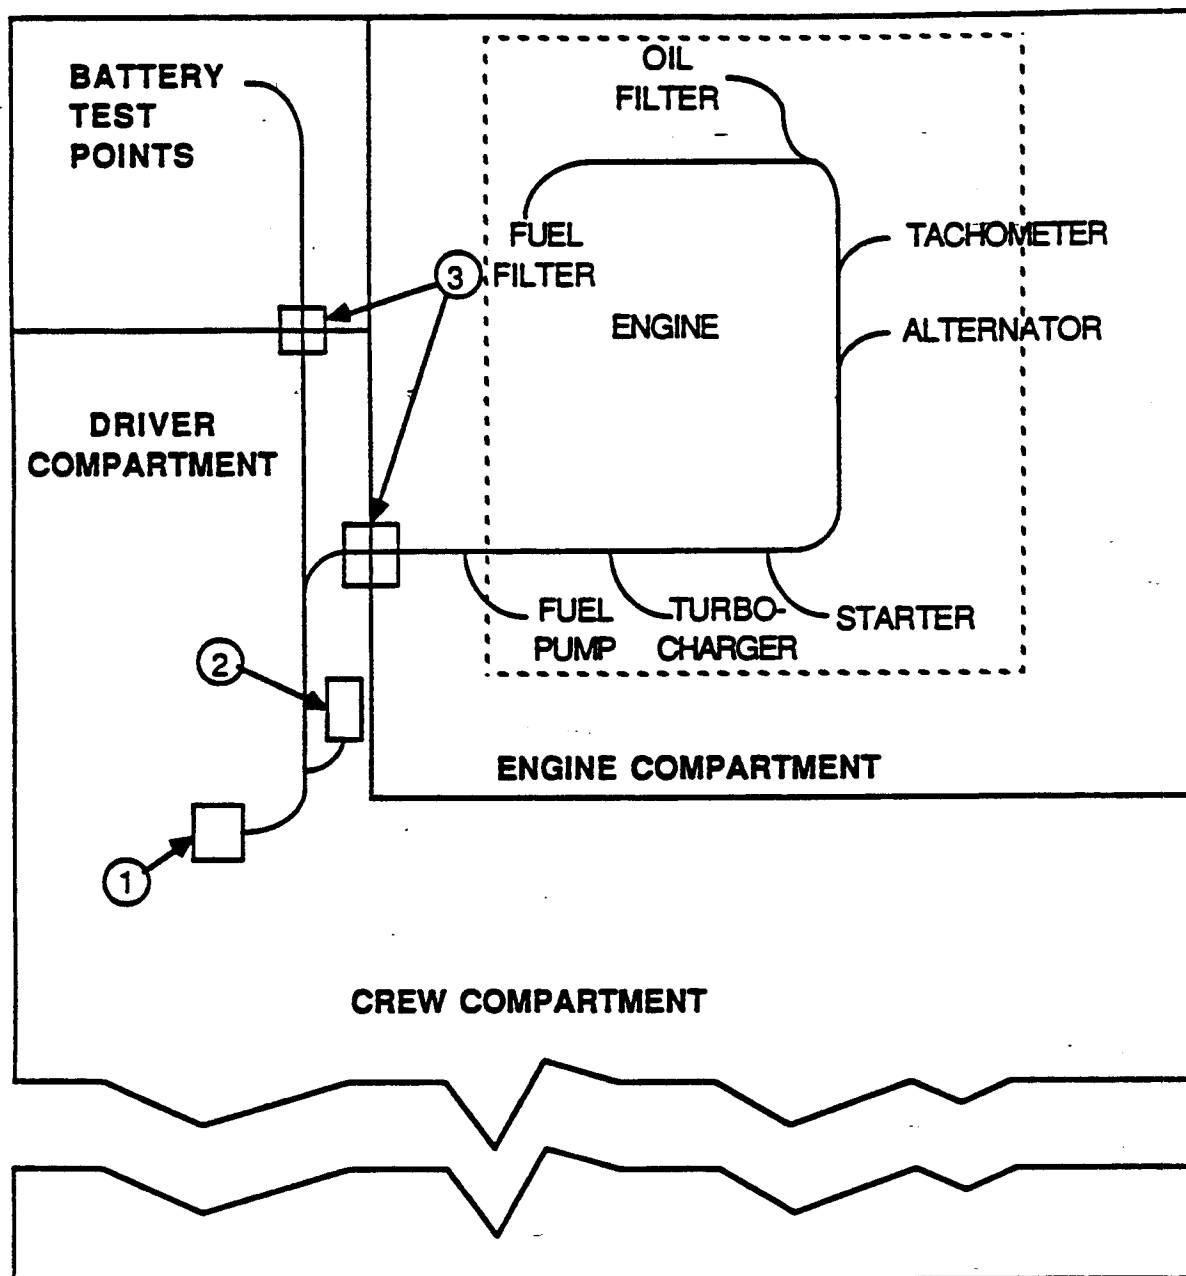 BATTERY
TEST
POINTS
OIL
FILTER
FUEL
FILTER
3
TACHOMETER
ENGINE
ALTERNATOR
DRIVER
COMPARTMENT
FUEL
PUMP
TURBO-
CHARGER
STARTER
2
ENGINE COMPARTMENT
1
CREW COMPARTMENT